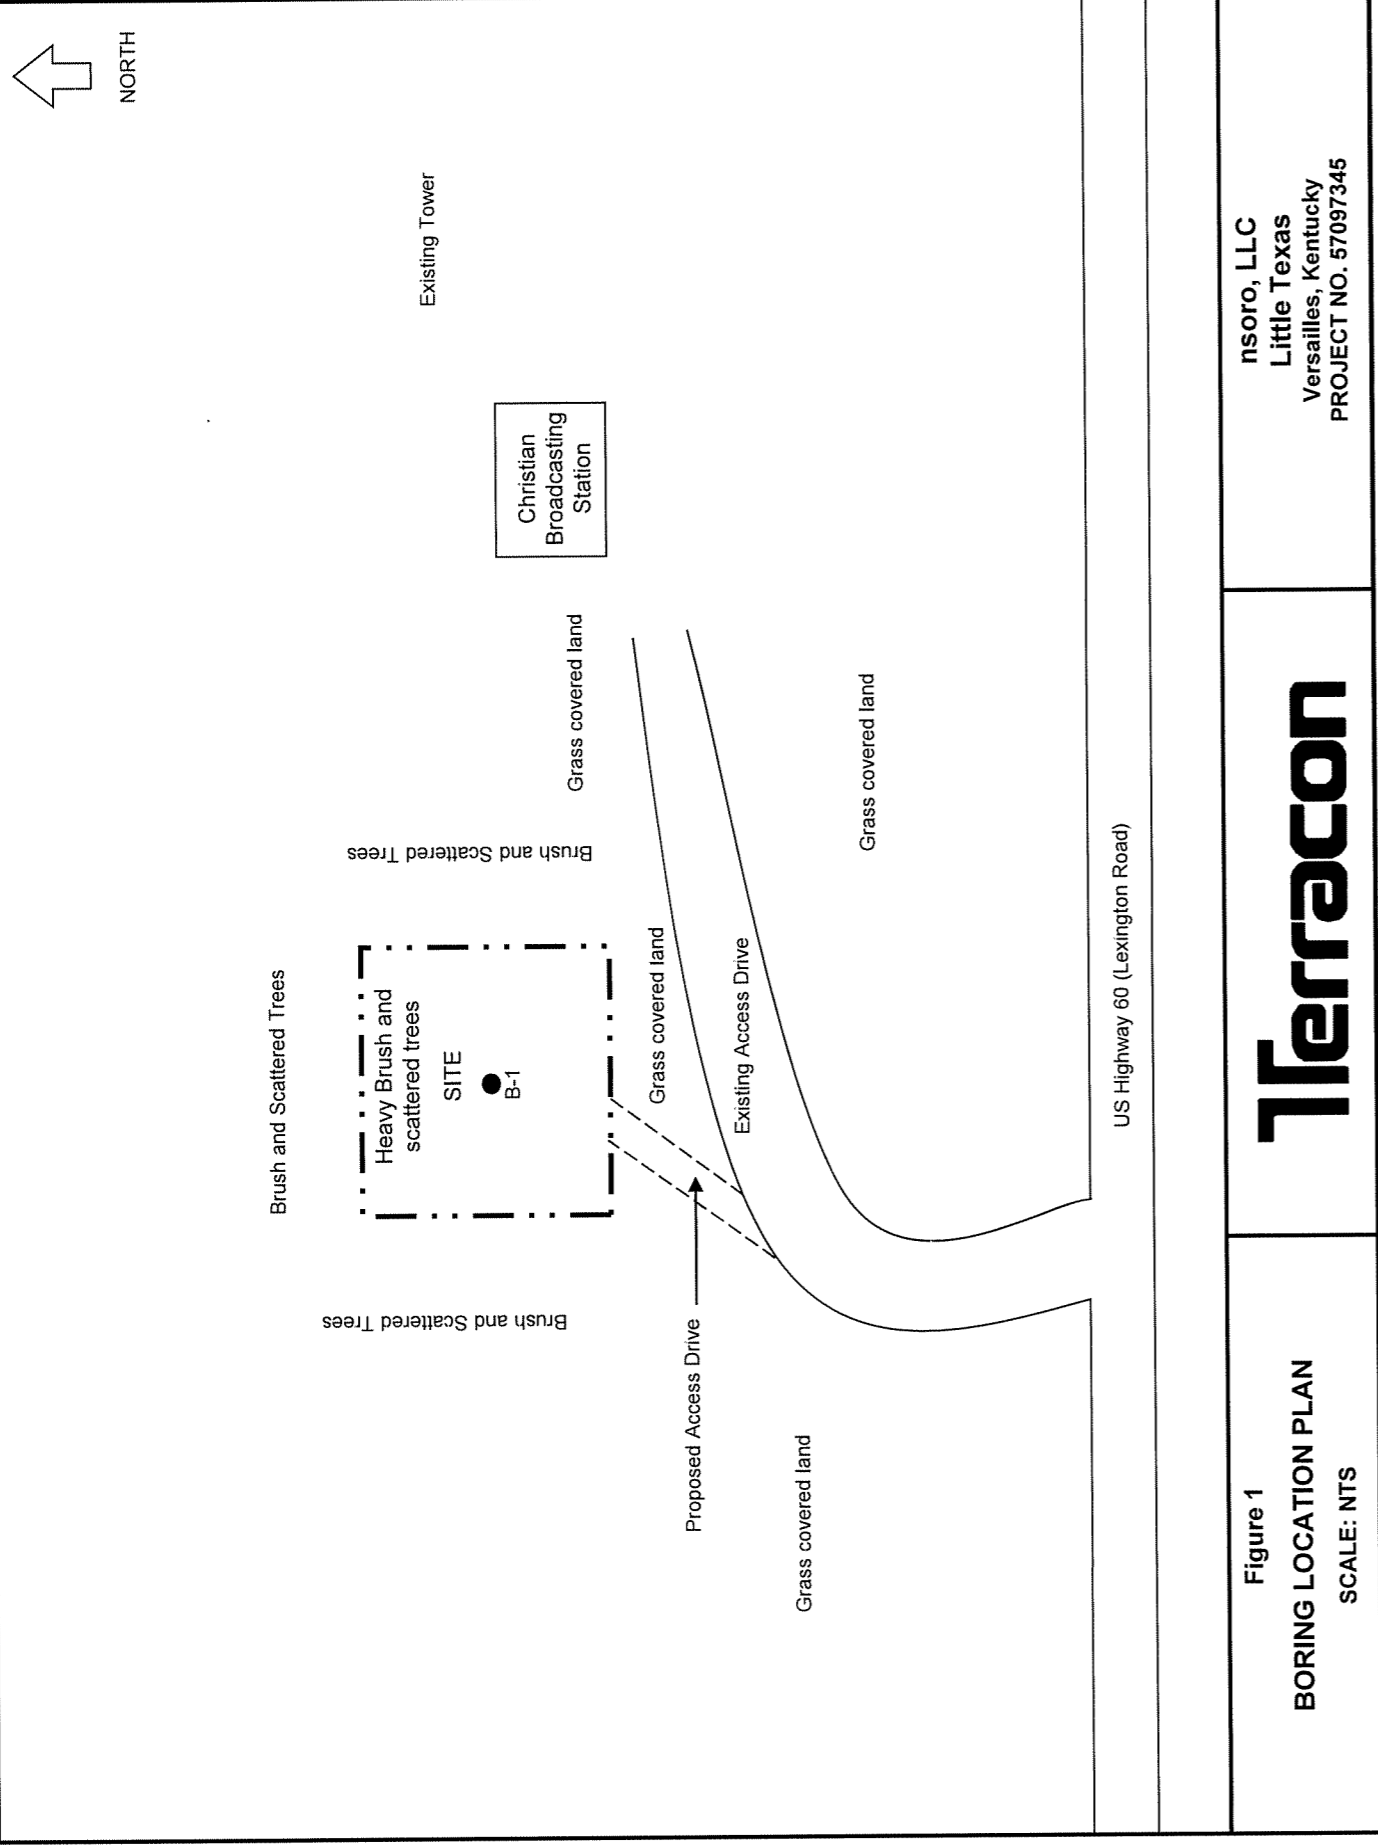 NORTH
Existing Tower
Christian
Broadcasting
Station
Brush and Scattered Trees
Heavy Brush and
scattered trees
SITE
B-1
Brush and Scattered Trees
Brush and Scattered Trees
Grass covered land
Grass covered land
Existing Access Drive
Proposed Access Drive
Grass covered land
Grass covered land
US Highway 60 (Lexington Road)
Figure 1
BORING LOCATION PLAN
SCALE: NTS
Terracon
nsoro, LLC
Little Texas
Versailles, Kentucky
PROJECT NO. 57097345